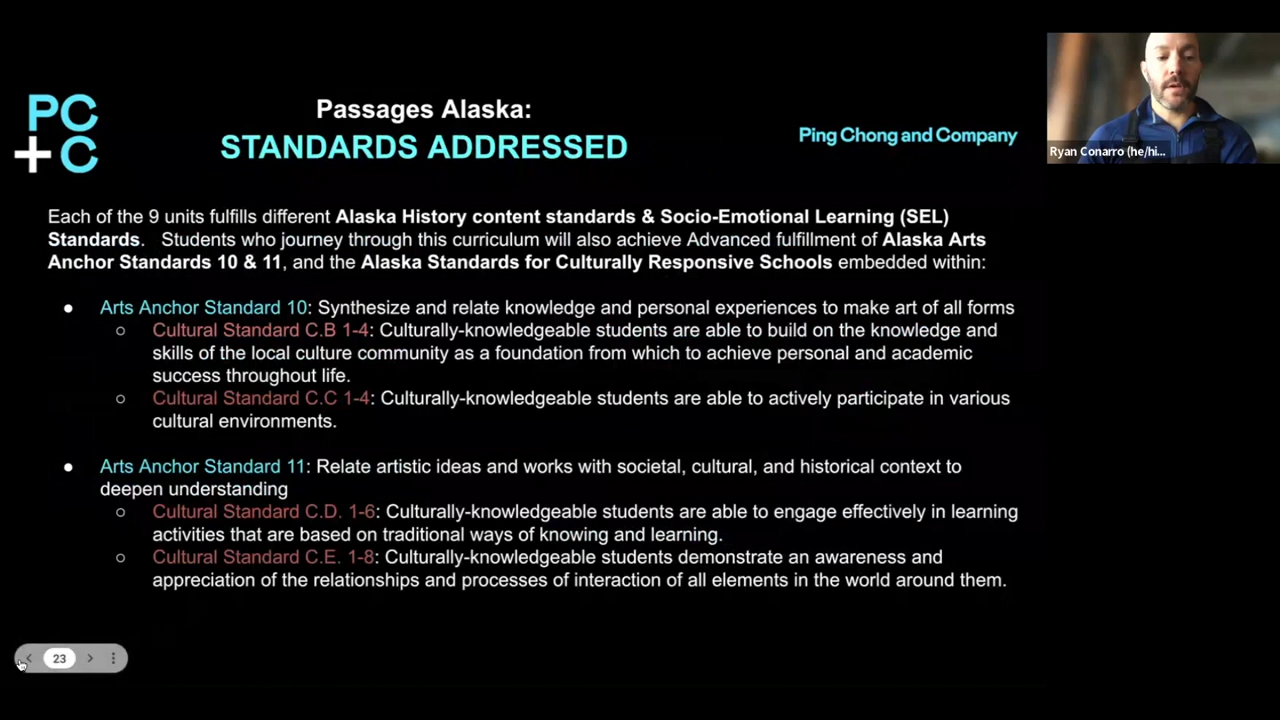 PC
+C
Passages Alaska:
STANDARDS ADDRESSED
Ping Chong and Company
Ryan Conarro (he/hi...
Each of the 9 units fulfills different Alaska History content standards & Socio-Emotional Learning (SEL)
Standards.   Students who journey through this curriculum will also achieve Advanced fulfillment of Alaska Arts
Anchor Standards 10 & 11, and the Alaska Standards for Culturally Responsive Schools embedded within:
● Arts Anchor Standard 10: Synthesize and relate knowledge and personal experiences to make art of all forms
○ Cultural Standard C.B 1-4: Culturally-knowledgeable students are able to build on the knowledge and
skills of the local culture community as a foundation from which to achieve personal and academic
success throughout life.
○ Cultural Standard C.C 1-4: Culturally-knowledgeable students are able to actively participate in various
cultural environments.
● Arts Anchor Standard 11: Relate artistic ideas and works with societal, cultural, and historical context to
deepen understanding
○ Cultural Standard C.D. 1-6: Culturally-knowledgeable students are able to engage effectively in learning
activities that are based on traditional ways of knowing and learning.
○ Cultural Standard C.E. 1-8: Culturally-knowledgeable students demonstrate an awareness and
appreciation of the relationships and processes of interaction of all elements in the world around them.
23